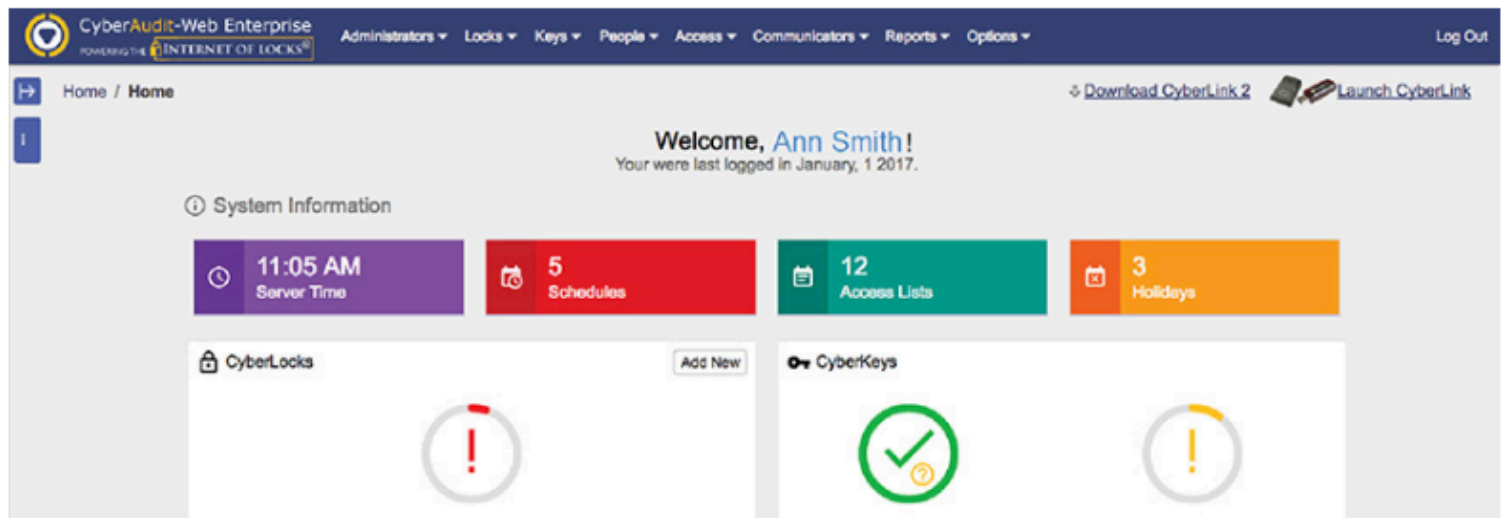 CyberAudit-Web Enterprise
POWERING THE INTERNET OF LOCKS®
Administrators Locks Keys People Access Communicators Reports Options Log Out
Home / Home
Download CyberLink 2 Launch CyberLink
Welcome, Ann Smith!
Your were last logged in January, 1 2017.
System Information
11:05 AM
Server Time
5
Schedules
12
Access Lists
3
Holidays
CyberLocks
Add New
CyberKeys